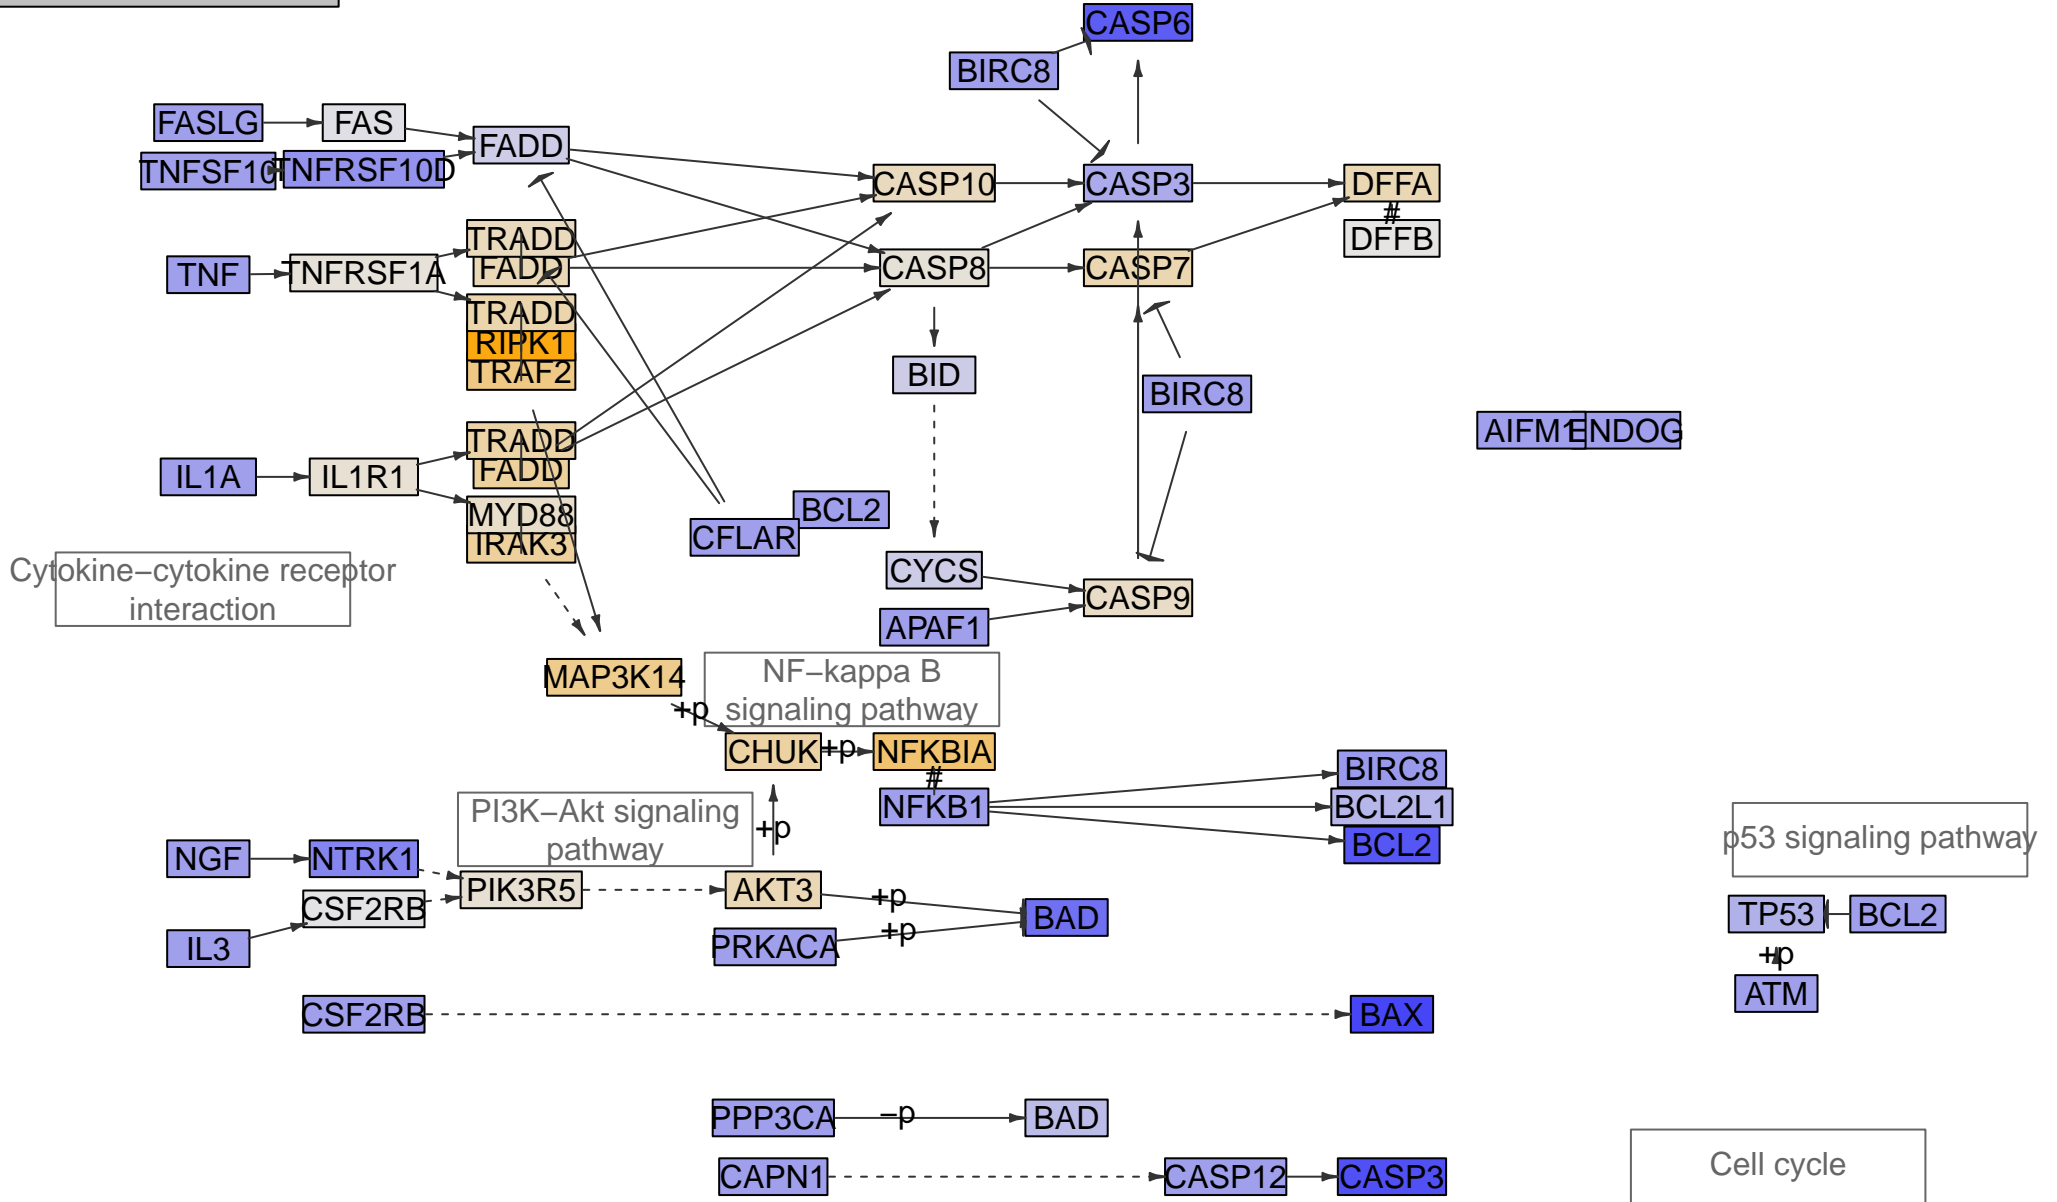 CASP6
BIRC8
FASLG
FAS
FADD
TNFSF10
TNFRSF10D
CASP10
CASP3
DFFA
#
DFFB
TRADD
FADD
TNF
TNFRSF1A
CASP8
CASP7
TRADD
RIPK1
TRAF2
BID
BIRC8
AIFM1
ENDOG
TRADD
FADD
IL1A
IL1R1
MYD88
IRAK3
BCL2
CFLAR
Cytokine–cytokine receptor
interaction
CYCS
CASP9
APAF1
MAP3K14
NF–kappa B
signaling pathway
+p
CHUK
+p
NFKBIA
#
NFKB1
BIRC8
BCL2L1
BCL2
PI3K–Akt signaling
pathway
+p
p53 signaling pathway
NGF
NTRK1
PIK3R5
AKT3
+p
BAD
CSF2RB
IL3
PRKACA
+p
TP53
BCL2
+p
ATM
CSF2RB
BAX
PPP3CA
–p
BAD
CAPN1
CASP12
CASP3
Cell cycle